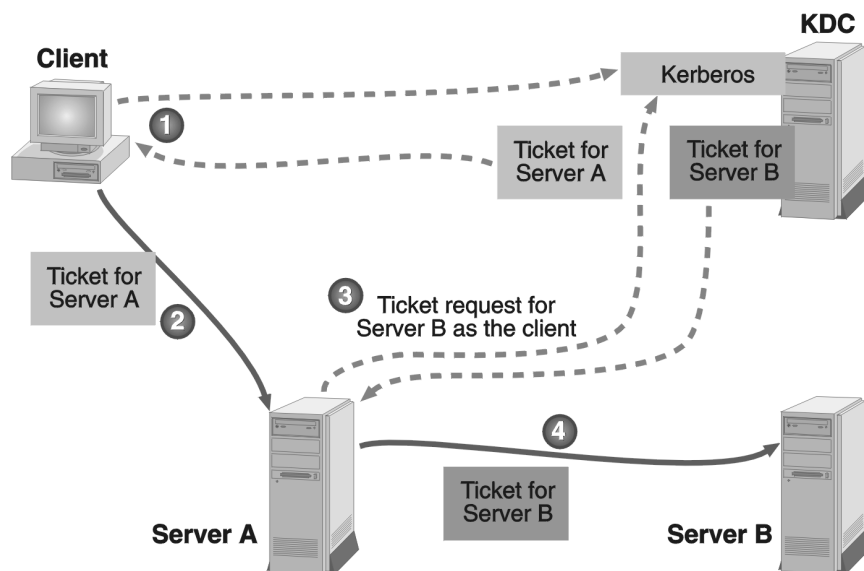 KDC
Client
Kerberos
1
Ticket for
Server A
Ticket for
Server B
Ticket for
Server A
2
3
Ticket request for
Server B as the client
4
Ticket for
Server B
Server A
Server B